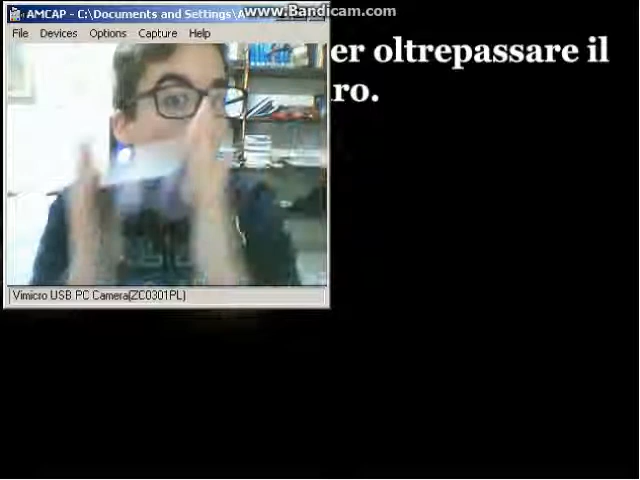 AMCAP - C:\Documents and Settings\A
www.Bandicam.com
File Devices Options Capture Help
er oltrepassare il
ro.
Vimicro USB PC Camera(ZC0301PL)